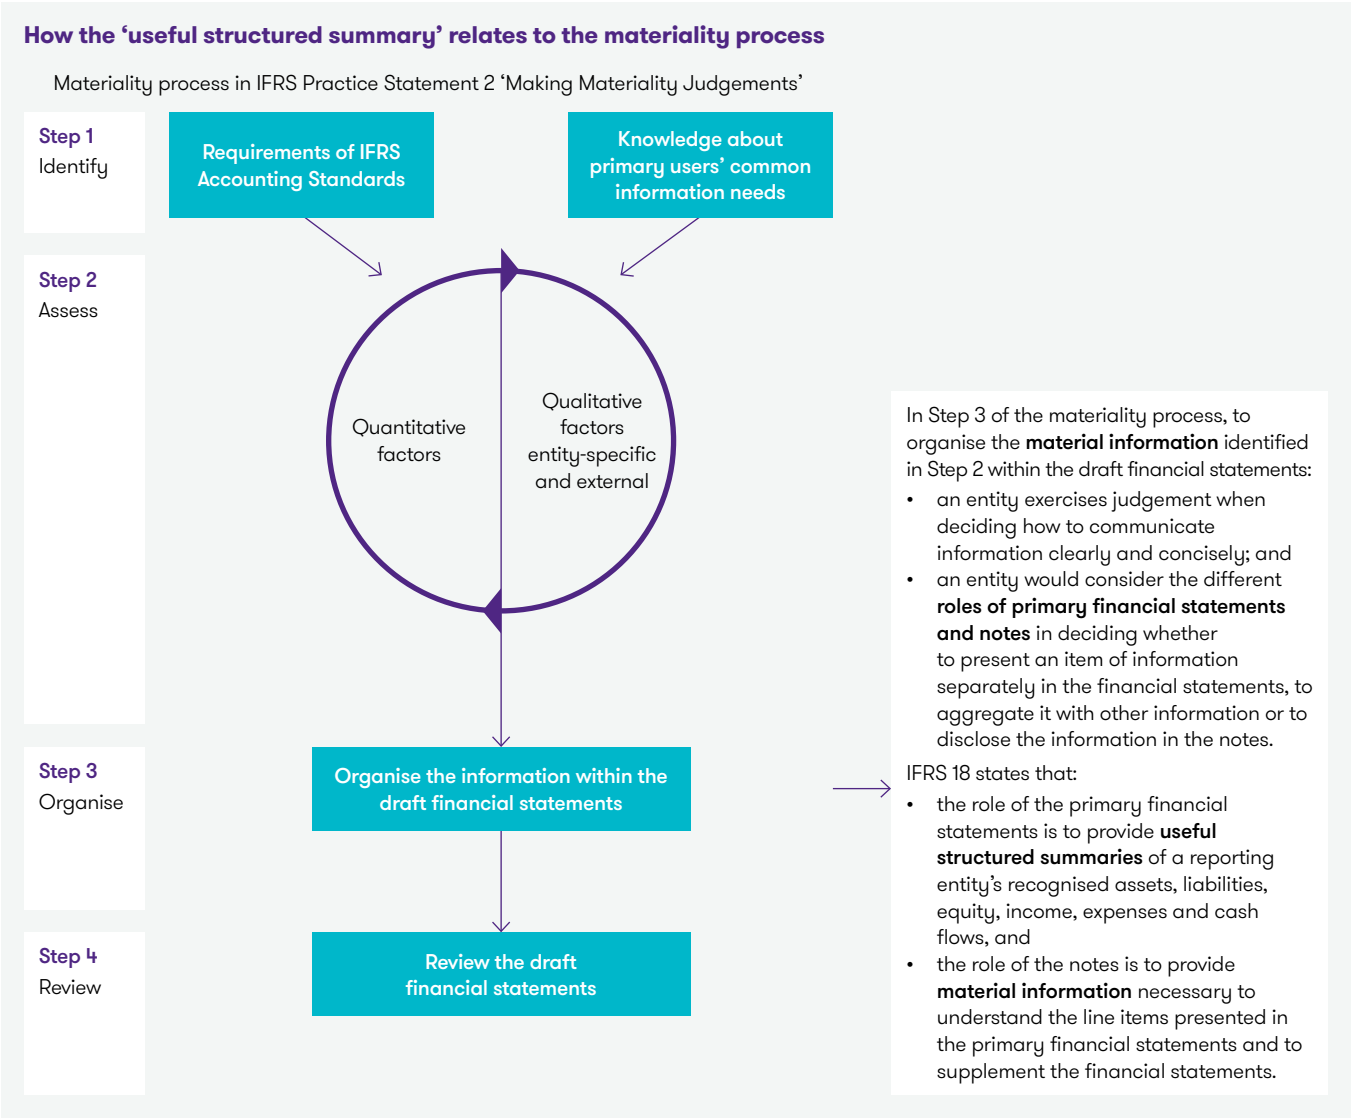 How the ‘useful structured summary’ relates to the materiality process
Materiality process in IFRS Practice Statement 2 ‘Making Materiality Judgements’
Step 1
Identify
Requirements of IFRS
Accounting Standards
Knowledge about
primary users’ common
information needs
Step 2
Assess
Quantitative
factors
Qualitative
factors
entity-specific
and external
Step 3
Organise
Organise the information within the
draft financial statements
Step 4
Review
Review the draft
financial statements
In Step 3 of the materiality process, to
organise the material information identified
in Step 2 within the draft financial statements:
• an entity exercises judgement when
deciding how to communicate
information clearly and concisely; and
• an entity would consider the different
roles of primary financial statements
and notes in deciding whether
to present an item of information
separately in the financial statements, to
aggregate it with other information or to
disclose the information in the notes.
IFRS 18 states that:
• the role of the primary financial
statements is to provide useful
structured summaries of a reporting
entity’s recognised assets, liabilities,
equity, income, expenses and cash
flows, and
• the role of the notes is to provide
material information necessary to
understand the line items presented in
the primary financial statements and to
supplement the financial statements.